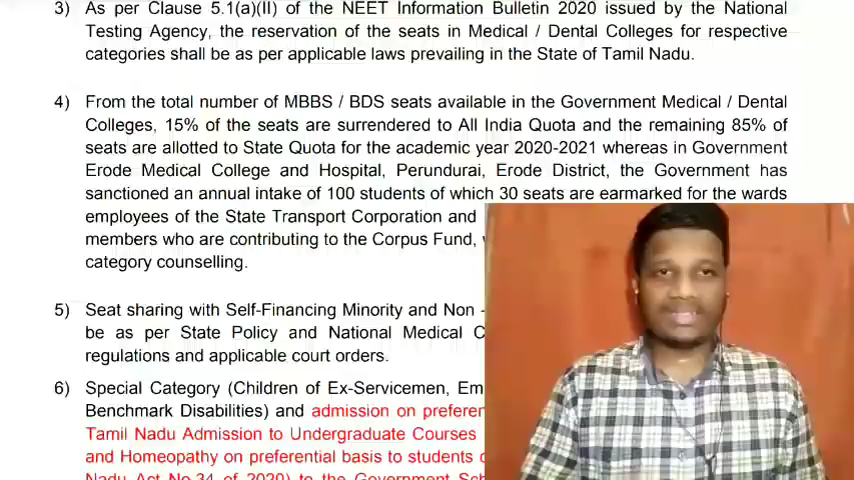 3) As per Clause 5.1(a)(II) of the NEET Information Bulletin 2020 issued by the National
Testing Agency, the reservation of the seats in Medical / Dental Colleges for respective
categories shall be as per applicable laws prevailing in the State of Tamil Nadu.
4) From the total number of MBBS / BDS seats available in the Government Medical / Dental
Colleges, 15% of the seats are surrendered to All India Quota and the remaining 85% of
seats are allotted to State Quota for the academic year 2020-2021 whereas in Government
Erode Medical College and Hospital, Perundurai, Erode District, the Government has
sanctioned an annual intake of 100 students of which 30 seats are earmarked for the wards
employees of the State Transport Corporation and
members who are contributing to the Corpus Fund,
category counselling.
5) Seat sharing with Self-Financing Minority and Non -
be as per State Policy and National Medical
regulations and applicable court orders.
6) Special Category (Children of Ex-Servicemen,
Benchmark Disabilities) and admission on
Tamil Nadu Admission to Undergraduate Courses
and Homeopathy on preferential basis to students
Nadu Act No.34 of 2020) to the Government